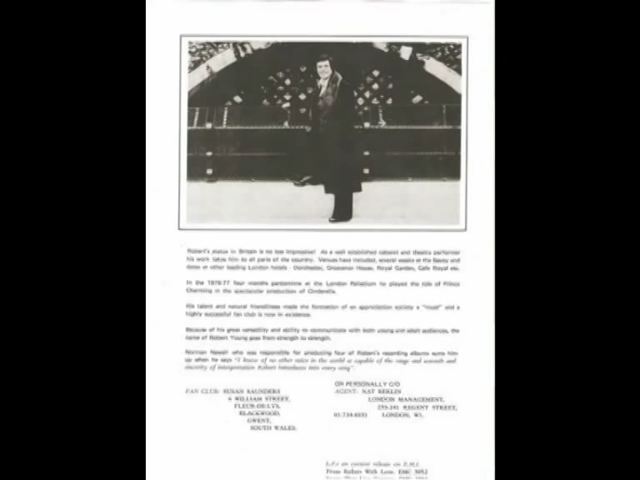 Robert's status in Britain is no less impressive! As a well established cabaret and theatre performer
his work takes him to all parts of the country. Venues have included, several weeks at the Savoy and
dates at other leading London hotels - Dorchester, Grosvenor House, Royal Garden, Cafe Royal etc.
In the 1976-77 four months pantomime at the London Palladium he played the role of Prince
Charming in the spectacular production of Cinderella.
His talent and natural friendliness made the formation of an appreciation society a "must" and a
highly successful fan club is now in existence.
Because of his great versatility and ability to communicate with both young and adult audiences, the
name of Robert Young goes from strength to strength.
Norman Newell who was responsible for producing four of Robert's recording albums sums him
up when he says "I know of no other voice in the world so capable of the range and warmth and
sincerity of interpretation Robert introduces into every song".
FAN CLUB: SUSAN SAUNDERS
6 WILLIAM STREET,
FLEUR-DE-LYS,
BLACKWOOD,
GWENT,
SOUTH WALES.
OR PERSONALLY C/O
AGENT: NAT BERLIN
LONDON MANAGEMENT,
235-241 REGENT STREET,
01-734-4193 LONDON, W1.
L.P.s on current release on E.M.I.
From Robert With Love. EMC 3052